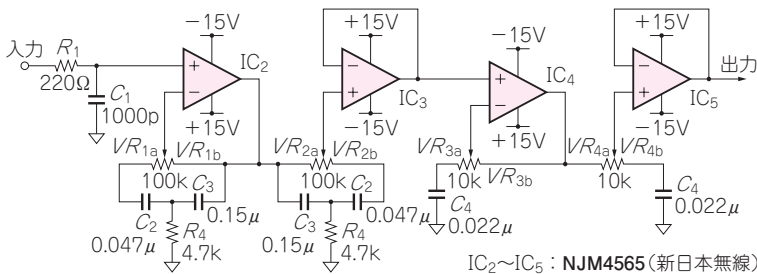 入力
R1
220Ω
C1
1000p
−15V
+
−
IC2
+15V
VR1a
VR1b
100k
C2
C3
0.047μ
0.15μ
R4
4.7k
+15V
−
+
IC3
−15V
VR2a
VR2b
100k
C3
C2
0.15μ
0.047μ
R4
4.7k
−15V
+
−
IC4
+15V
VR3a
VR3b
10k
C4
0.022μ
+15V
−
+
IC5
−15V
出力
VR4a
VR4b
10k
C4
0.022μ
IC2〜IC5：NJM4565（新日本無線）